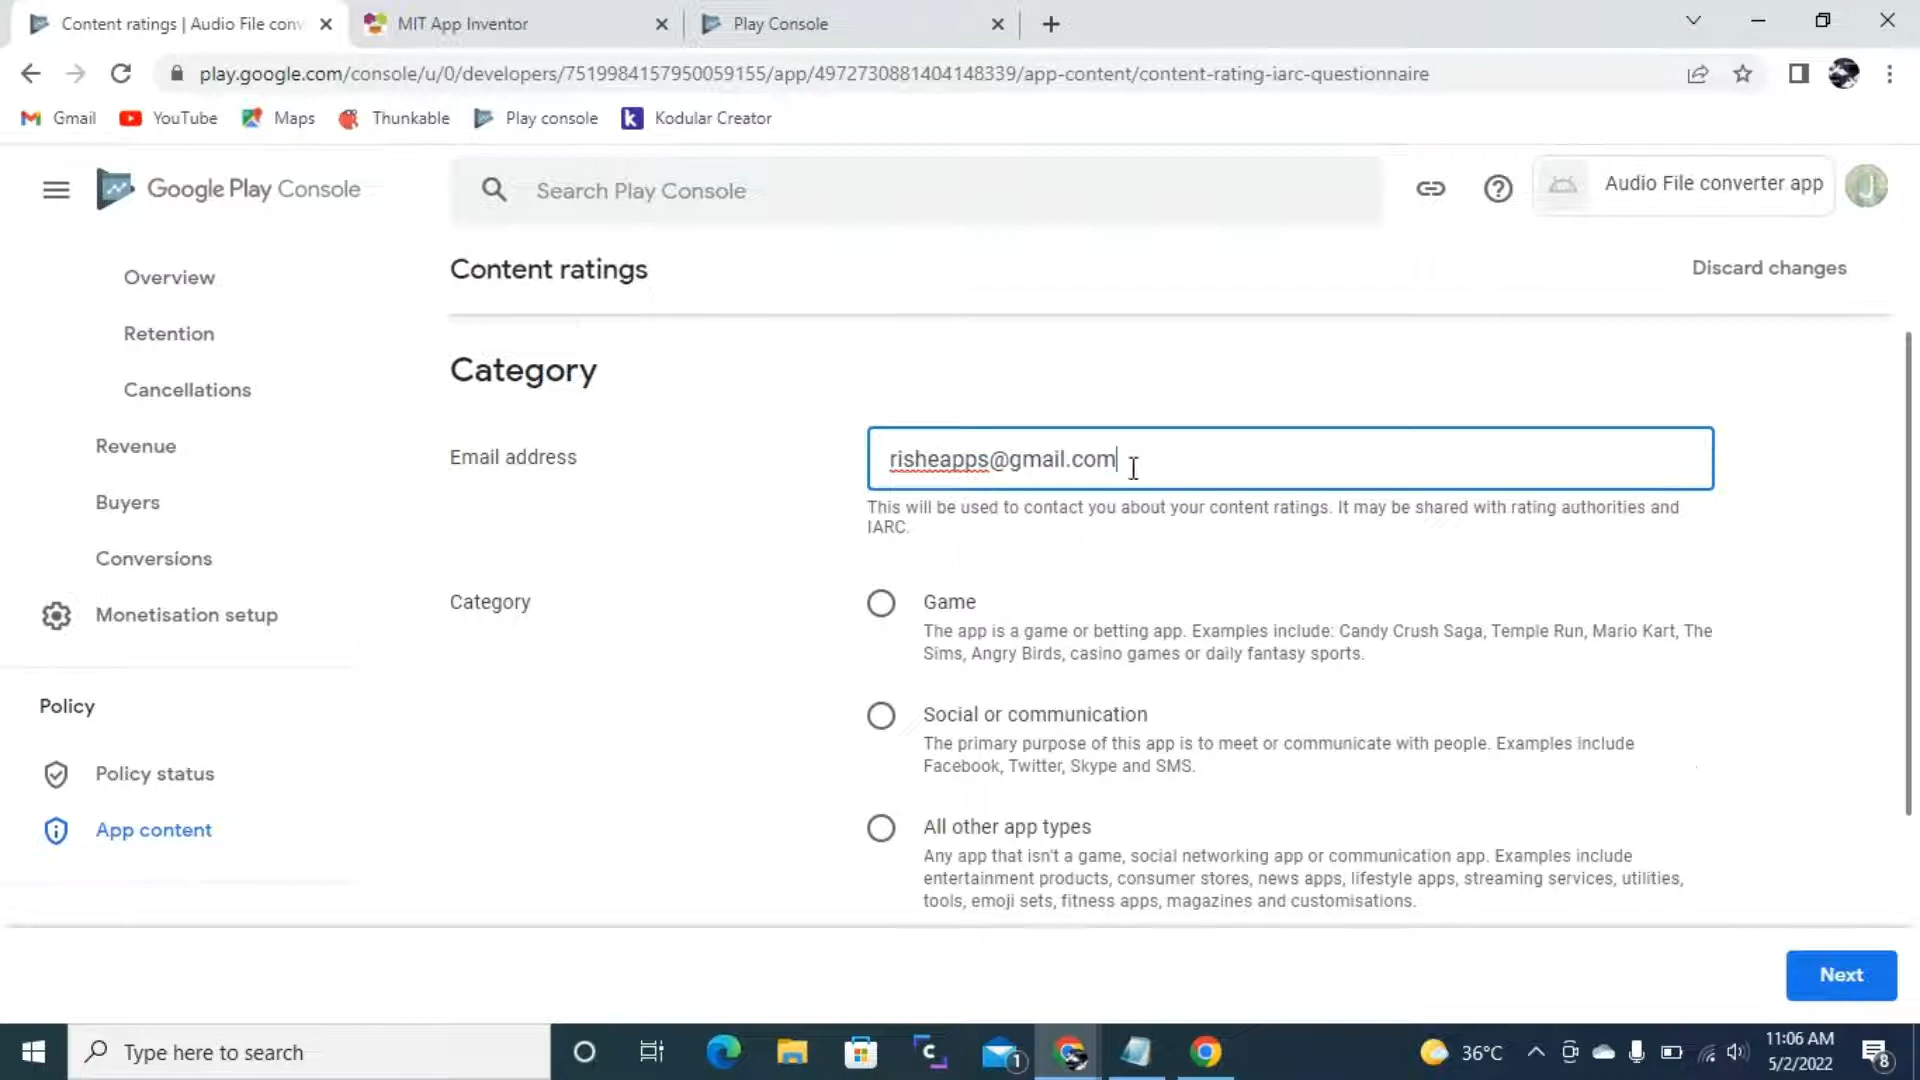 Content ratings | Audio File conv
MIT App Inventor
Play Console
play.google.com/console/u/0/developers/7519984157950059155/app/4972730881404148339/app-content/content-rating-iarc-questionnaire
Gmail
YouTube
Maps
Thunkable
Play console
Kodular Creator
Google Play Console
Search Play Console
Audio File converter app
J
Overview
Retention
Cancellations
Revenue
Buyers
Conversions
Monetisation setup
Policy
Policy status
App content
Content ratings
Discard changes
Category
Email address
risheapps@gmail.com
This will be used to contact you about your content ratings. It may be shared with rating authorities and
IARC.
Category
Game
The app is a game or betting app. Examples include: Candy Crush Saga, Temple Run, Mario Kart, The
Sims, Angry Birds, casino games or daily fantasy sports.
Social or communication
The primary purpose of this app is to meet or communicate with people. Examples include
Facebook, Twitter, Skype and SMS.
All other app types
Any app that isn't a game, social networking app or communication app. Examples include
entertainment products, consumer stores, news apps, lifestyle apps, streaming services, utilities,
tools, emoji sets, fitness apps, magazines and customisations.
Next
Type here to search
1
36°C
11:06 AM
5/2/2022
8